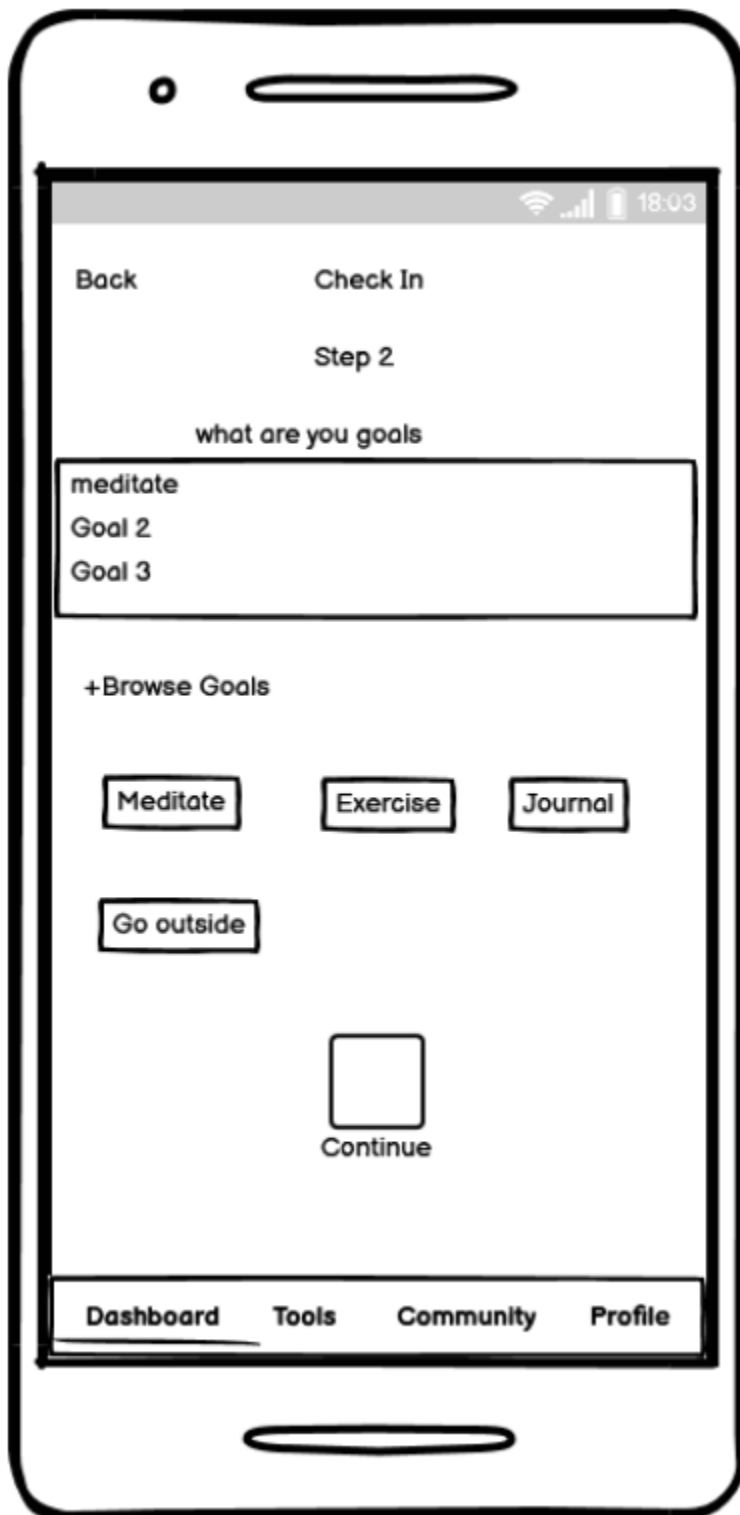 18:03
Back Check In
Step 2
what are you goals
meditate
Goal 2
Goal 3
+Browse Goals
Meditate Exercise Journal
Go outside
Continue
Dashboard Tools Community Profile